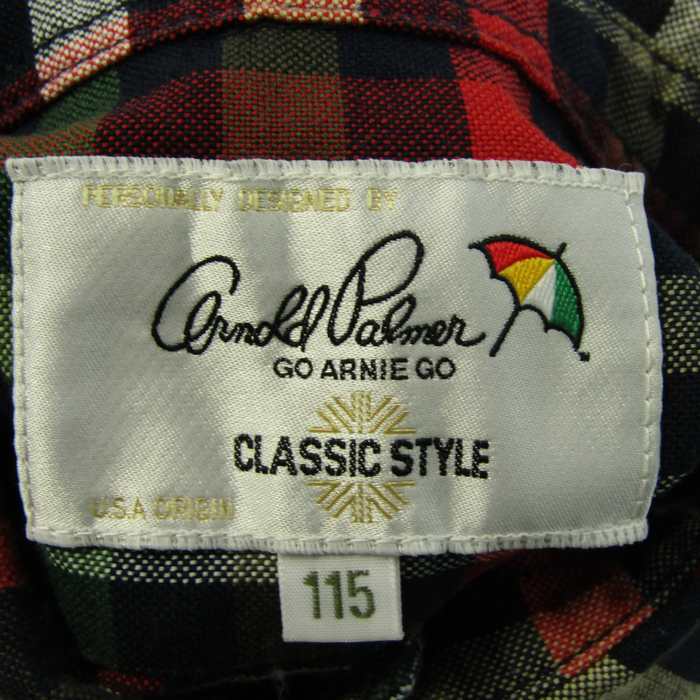 PERSONALLY DESIGNED BY
Arnold Palmer
GO ARNIE GO
CLASSIC STYLE
U.S.A ORIGIN
115